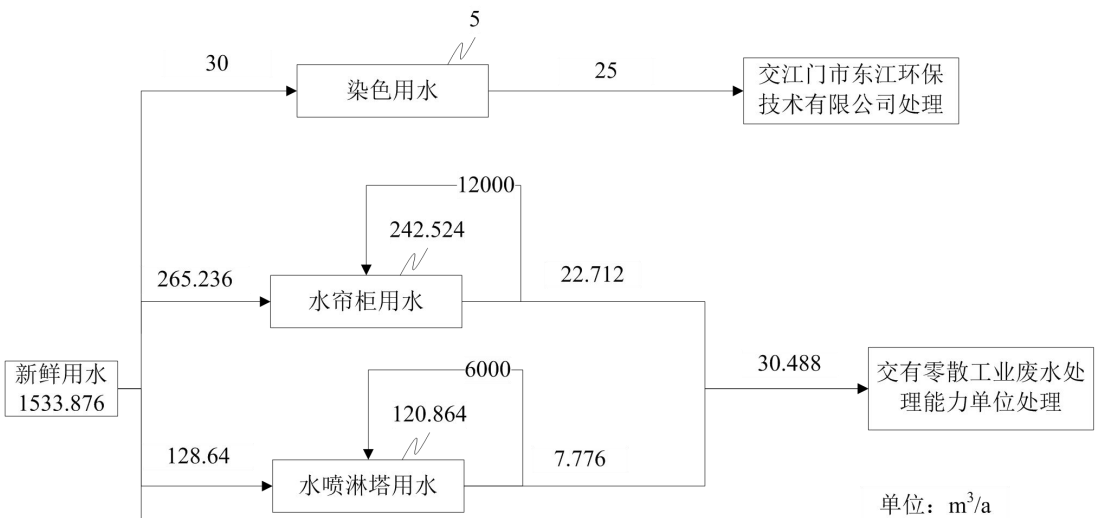 5
30
染色用水
25
交江门市东江环保
技术有限公司处理
12000
242.524
265.236
水帘柜用水
22.712
新鲜用水
1533.876
6000
120.864
30.488
交有零散工业废水处
理能力单位处理
128.64
水喷淋塔用水
7.776
单位：m³/a